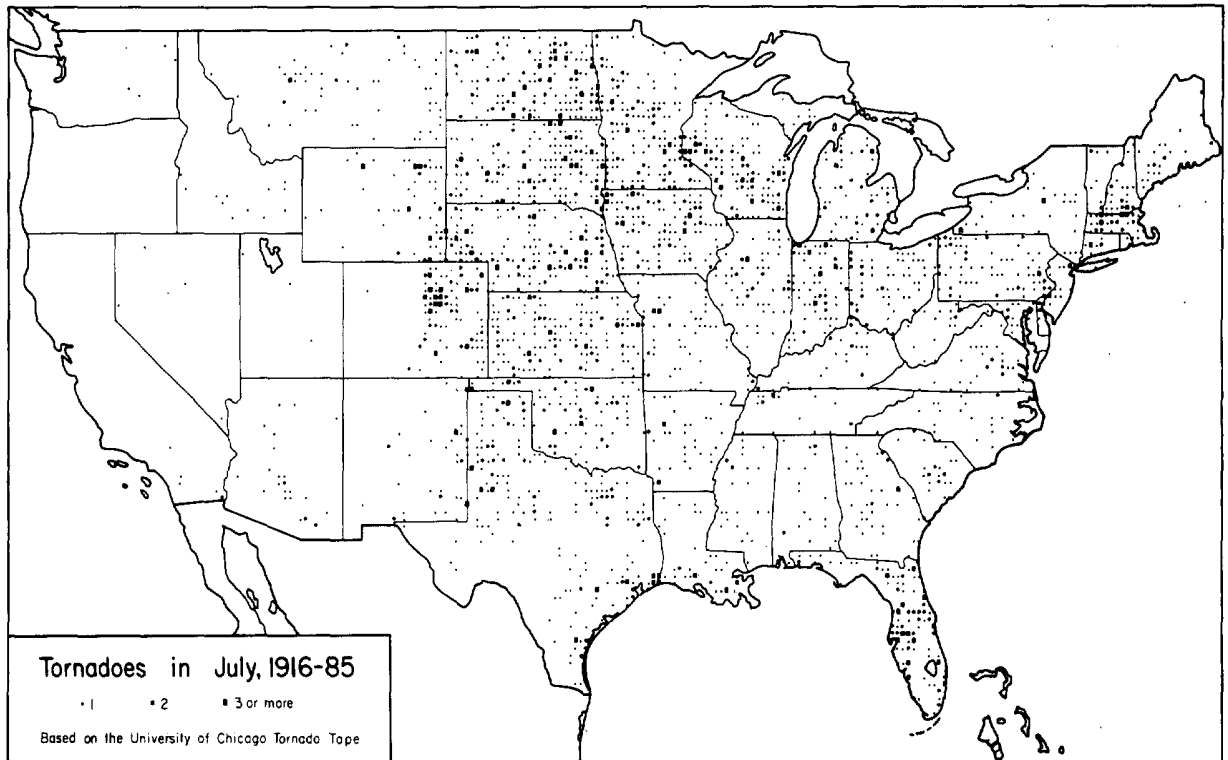 Tornadoes in July, 1916-85
1 2 3 or more
Based on the University of Chicago Tornado Tape